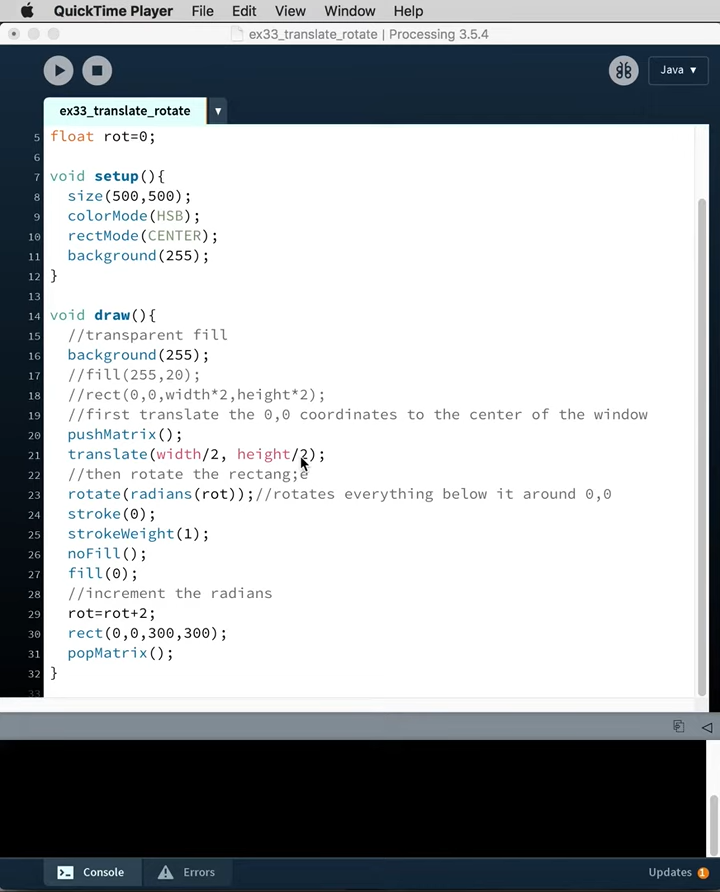 QuickTime Player File Edit View Window Help
ex33_translate_rotate | Processing 3.5.4
Java ▼
ex33_translate_rotate ▼
5 float rot=0;
6
7 void setup(){
8 size(500,500);
9 colorMode(HSB);
10 rectMode(CENTER);
11 background(255);
12 }
13
14 void draw(){
15 //transparent fill
16 background(255);
17 //fill(255,20);
18 //rect(0,0,width*2,height*2);
19 //first translate the 0,0 coordinates to the center of the window
20 pushMatrix();
21 translate(width/2, height/2);
22 //then rotate the rectang;e
23 rotate(radians(rot));//rotates everything below it around 0,0
24 stroke(0);
25 strokeWeight(1);
26 noFill();
27 fill(0);
28 //increment the radians
29 rot=rot+2;
30 rect(0,0,300,300);
31 popMatrix();
32 }
33
Console Errors Updates 1